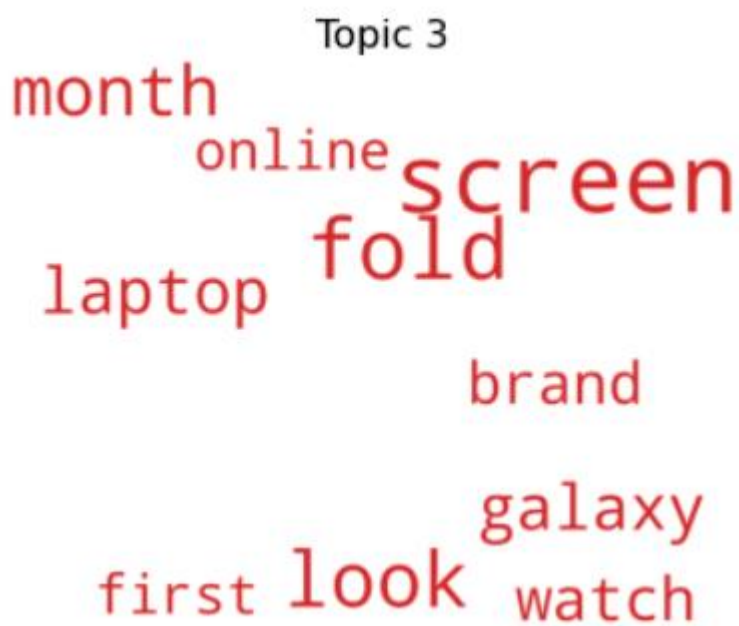 Topic 3
month
online
screen
fold
laptop
brand
galaxy
first look watch